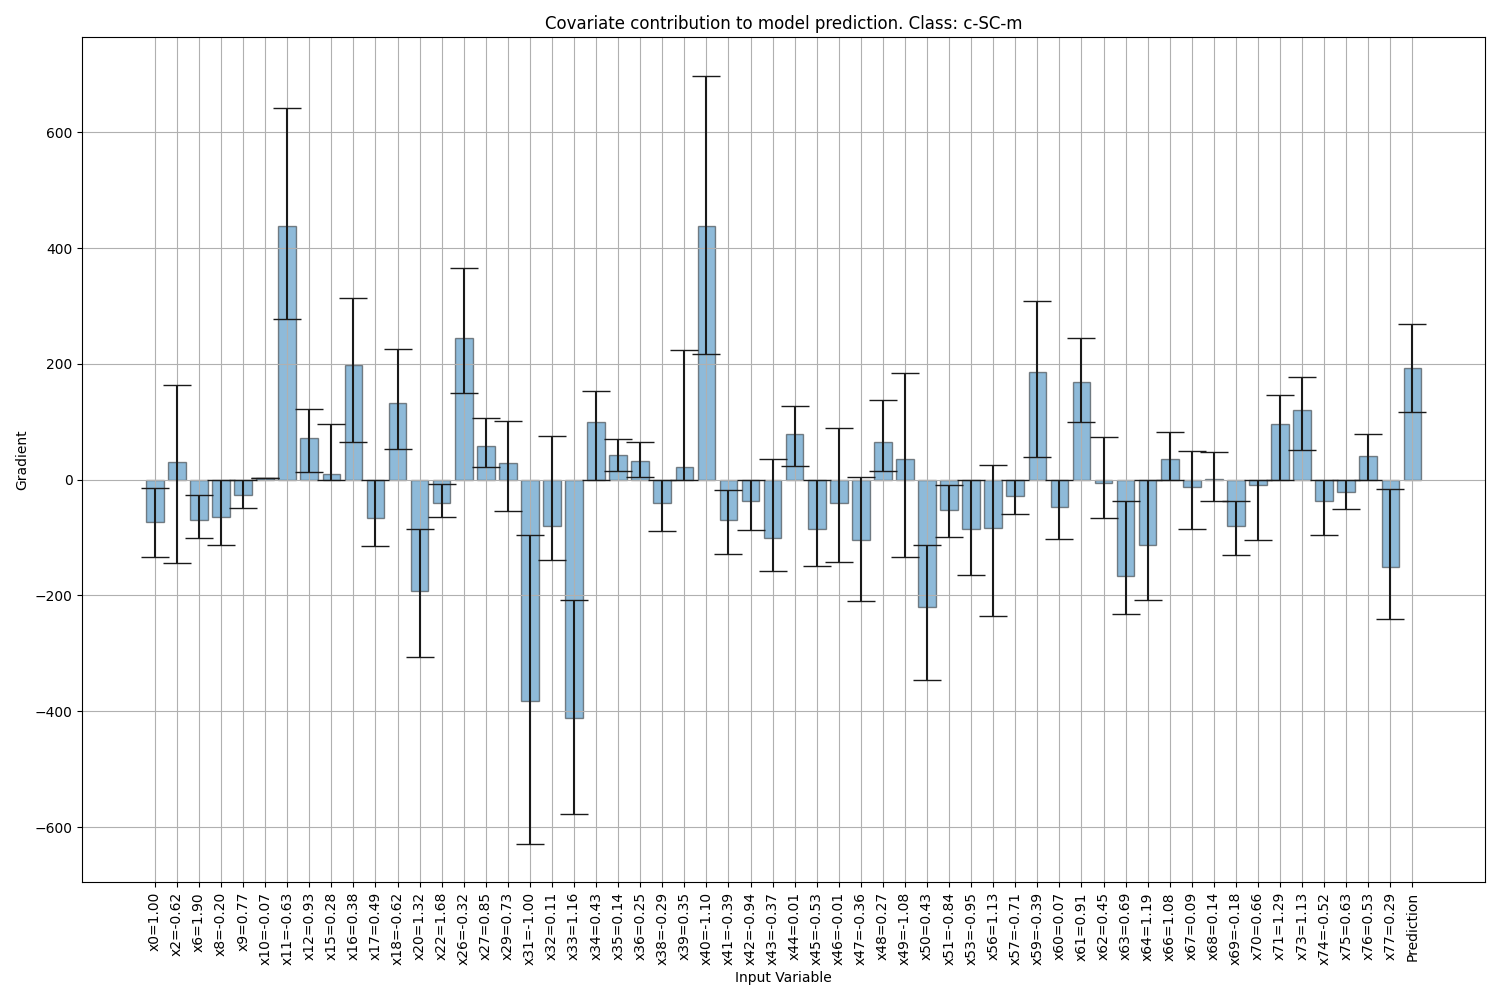 Covariate contribution to model prediction. Class: c-SC-m
Gradient
600
400
200
0
−200
−400
−600
x0=1.00
x2=-0.62
x6=1.90
x8=-0.20
x9=0.77
x10=-0.07
x11=-0.63
x12=0.93
x15=0.28
x16=0.38
x17=0.49
x18=-0.62
x20=1.32
x22=1.68
x26=-0.32
x27=0.85
x29=0.73
x31=-1.00
x32=0.11
x33=1.16
x34=0.43
x35=0.14
x36=0.25
x38=-0.29
x39=0.35
x40=-1.10
x41=-0.39
x42=-0.94
x43=-0.37
x44=0.01
x45=-0.53
x46=-0.01
x47=-0.36
x48=0.27
x49=-1.08
x50=0.43
x51=-0.84
x53=-0.95
x56=1.13
x57=-0.71
x59=-0.39
x60=0.07
x61=0.91
x62=0.45
x63=0.69
x64=1.19
x66=1.08
x67=0.09
x68=0.14
x69=-0.18
x70=0.66
x71=1.29
x73=1.13
x74=-0.52
x75=0.63
x76=0.53
x77=0.29
Prediction
Input Variable